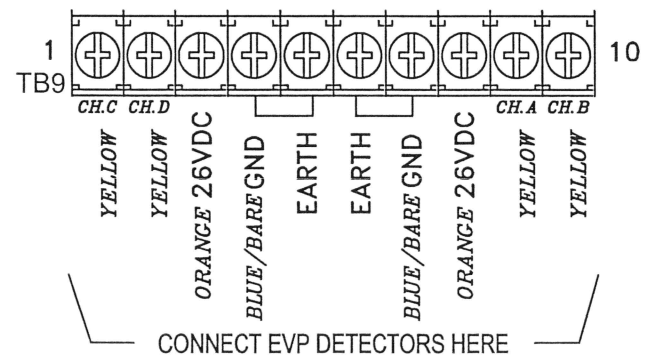 1
10
TB9
CH.C CH.D CH.A CH.B
YELLOW
YELLOW
ORANGE 26VDC
BLUE/BARE GND
EARTH
EARTH
BLUE/BARE GND
ORANGE 26VDC
YELLOW
YELLOW
CONNECT EVP DETECTORS HERE